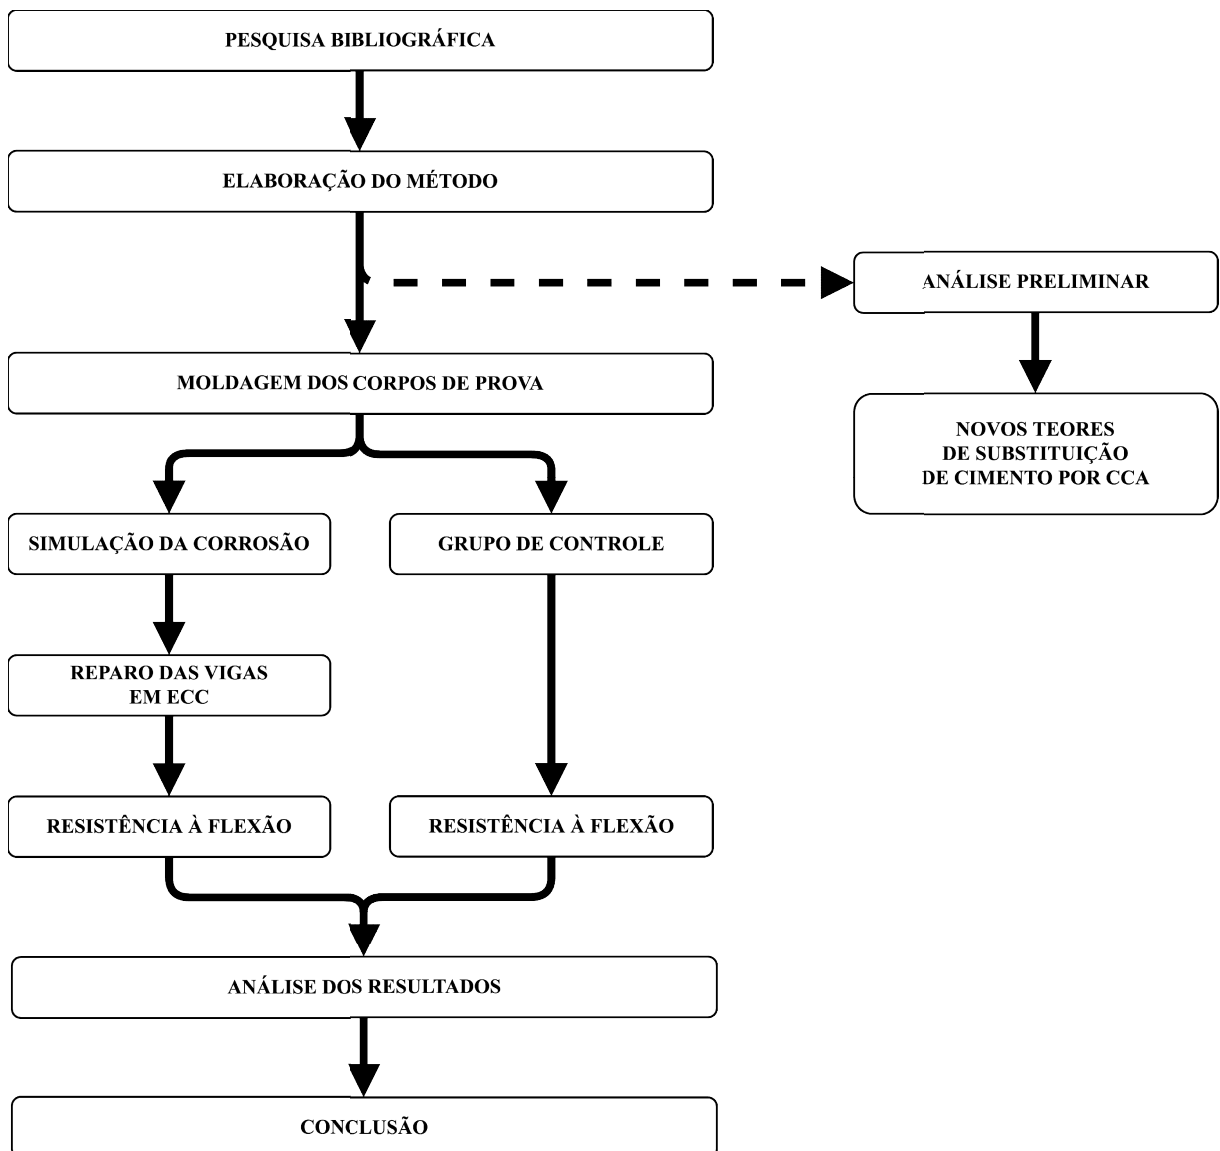 PESQUISA BIBLIOGRÁFICA
ELABORAÇÃO DO MÉTODO
ANÁLISE PRELIMINAR
MOLDAGEM DOS CORPOS DE PROVA
NOVOS TEORES
DE SUBSTITUIÇÃO
DE CIMENTO POR CCA
SIMULAÇÃO DA CORROSÃO
GRUPO DE CONTROLE
REPARO DAS VIGAS
EM ECC
RESISTÊNCIA À FLEXÃO
RESISTÊNCIA À FLEXÃO
ANÁLISE DOS RESULTADOS
CONCLUSÃO